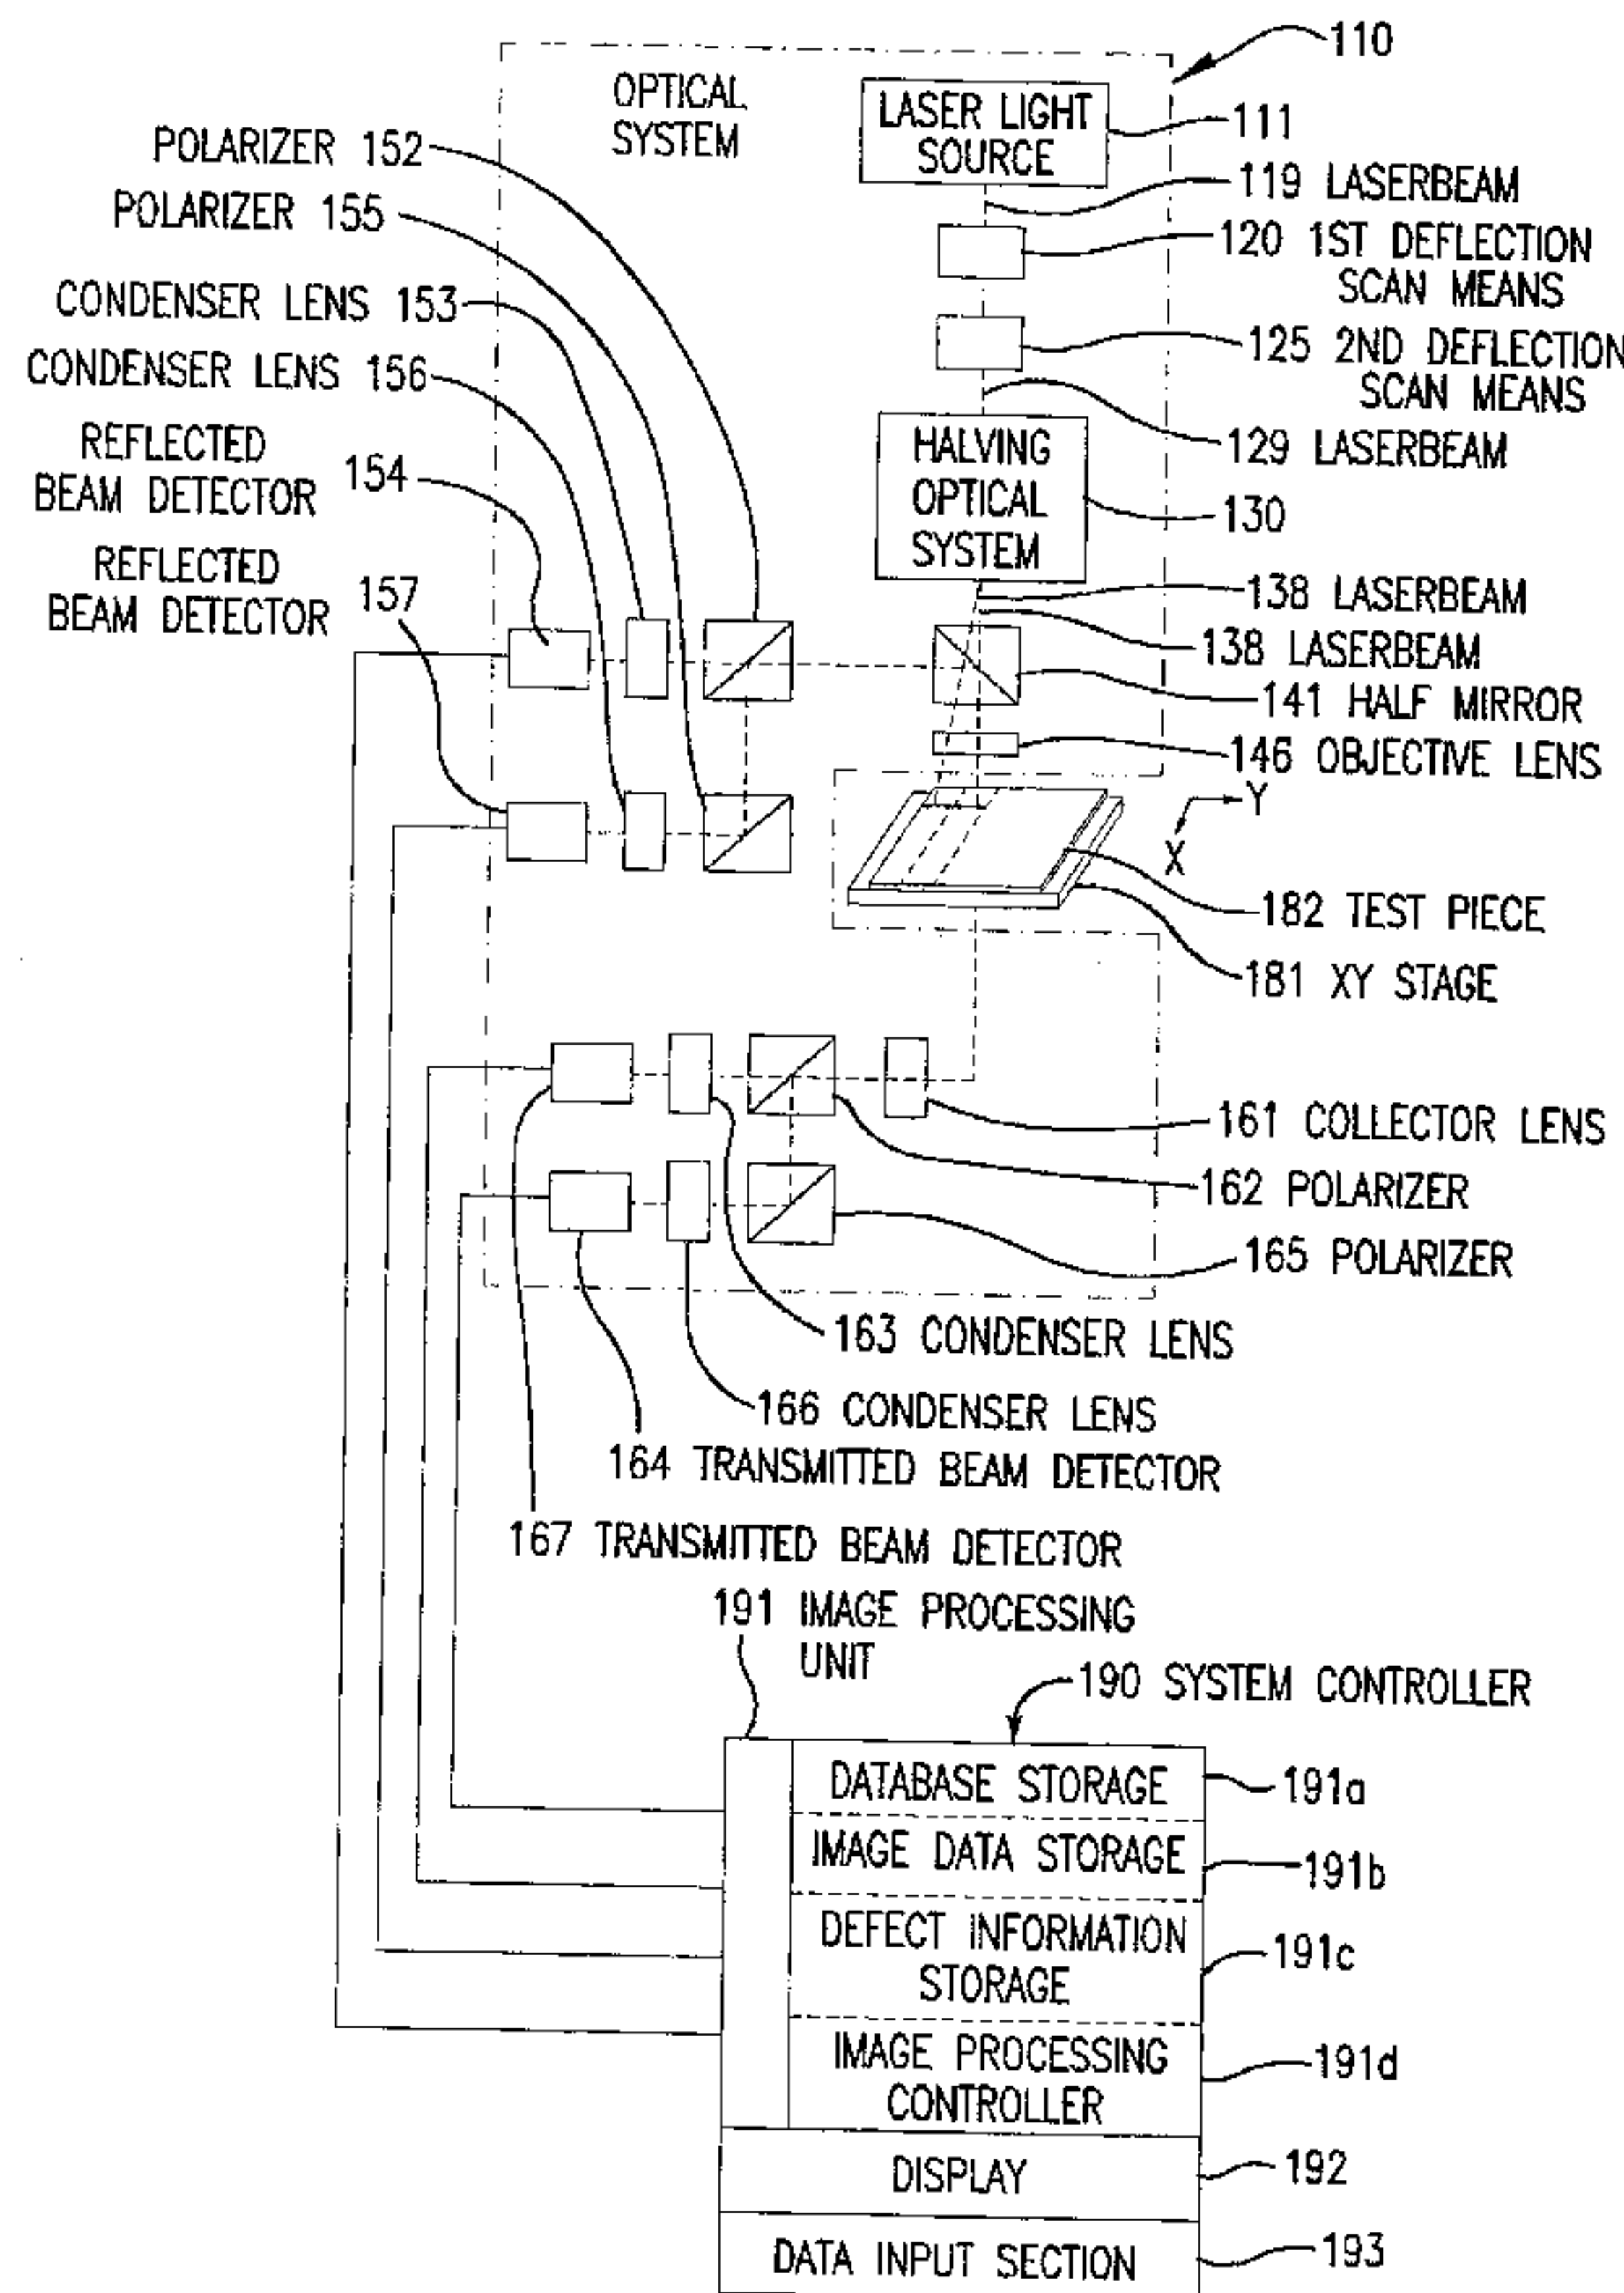 110
OPTICAL
SYSTEM
LASER LIGHT
SOURCE
111
119 LASERBEAM
POLARIZER 152
POLARIZER 155
120 1ST DEFLECTION
SCAN MEANS
CONDENSER LENS 153
125 2ND DEFLECTION
SCAN MEANS
CONDENSER LENS 156
129 LASERBEAM
REFLECTED
BEAM DETECTOR 154
HALVING
OPTICAL
SYSTEM
130
REFLECTED
BEAM DETECTOR 157
138 LASERBEAM
138 LASERBEAM
141 HALF MIRROR
146 OBJECTIVE LENS
Y
X
182 TEST PIECE
181 XY STAGE
161 COLLECTOR LENS
162 POLARIZER
165 POLARIZER
163 CONDENSER LENS
166 CONDENSER LENS
164 TRANSMITTED BEAM DETECTOR
167 TRANSMITTED BEAM DETECTOR
191 IMAGE PROCESSING
UNIT
190 SYSTEM CONTROLLER
DATABASE STORAGE
191a
IMAGE DATA STORAGE
191b
DEFECT INFORMATION
STORAGE
191c
IMAGE PROCESSING
CONTROLLER
191d
DISPLAY
192
DATA INPUT SECTION
193